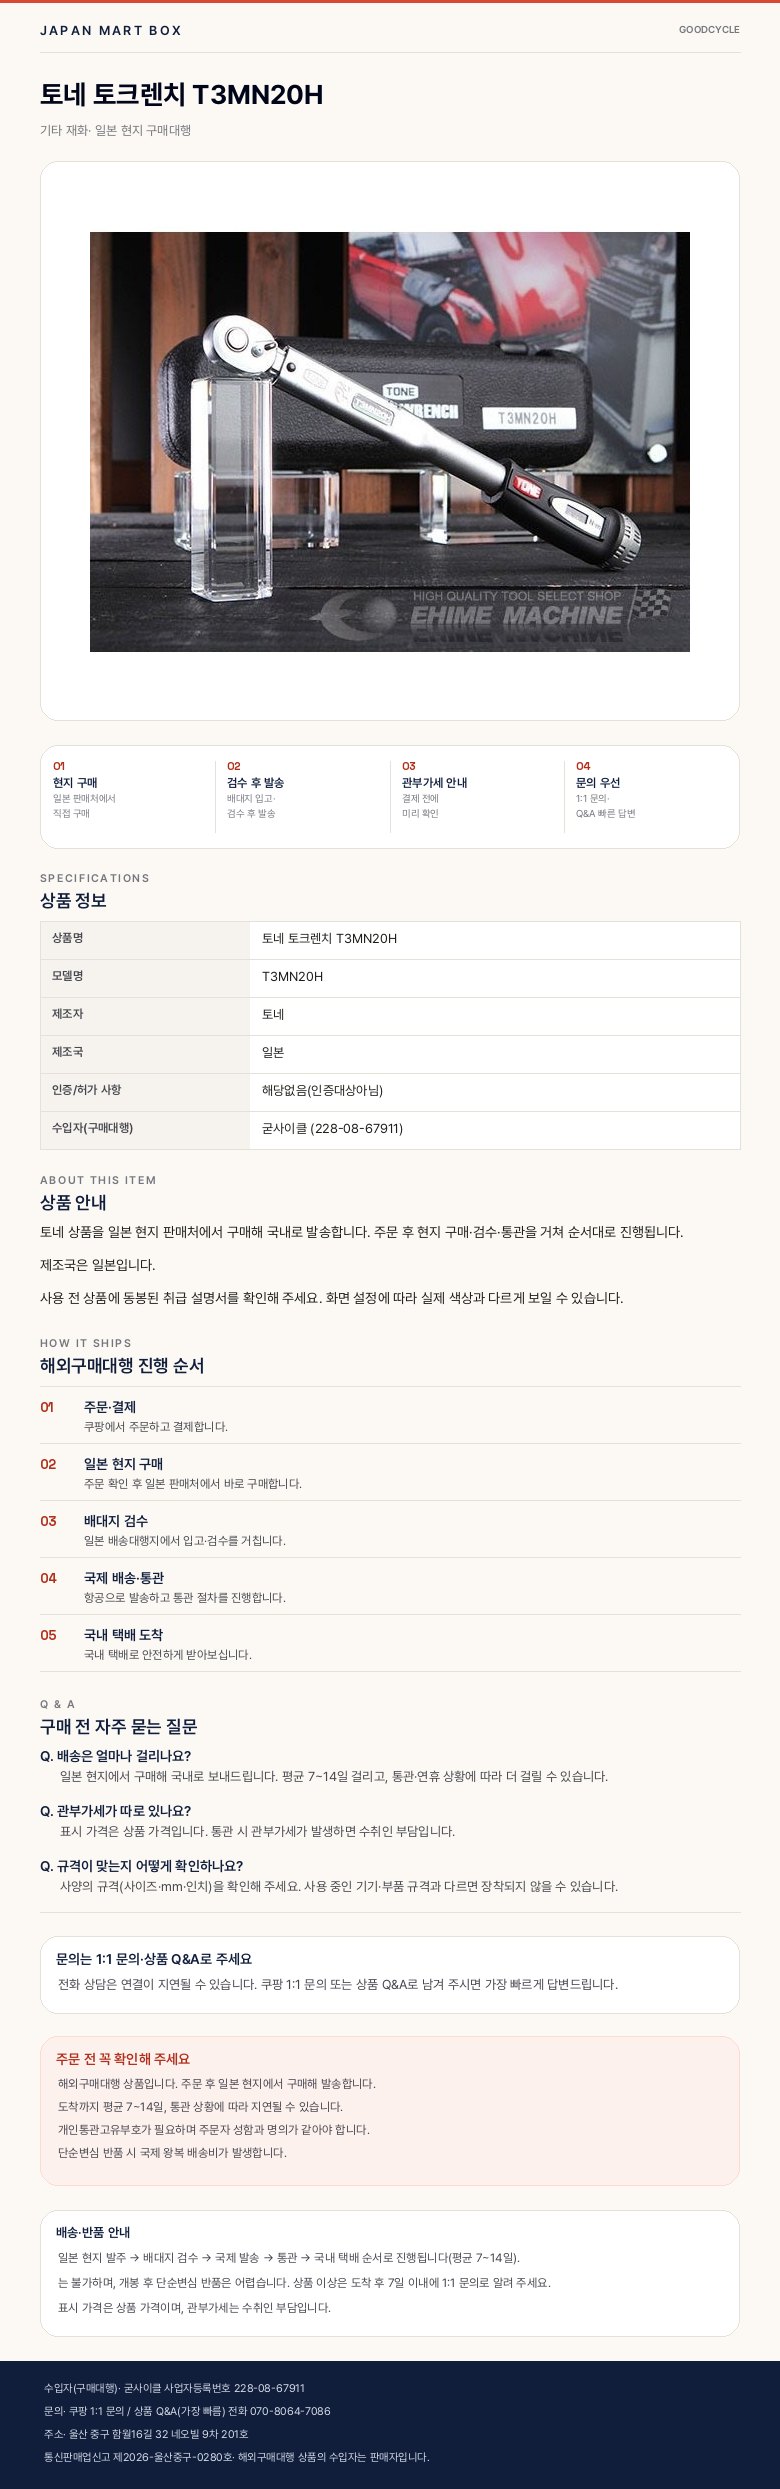 JAPAN MART BOX
GOODCYCLE
토네 토크렌치 T3MN20H
기타 재화· 일본 현지 구매대행
TONE
WRENCH
T3MN20H
TONE
HIGH QUALITY TOOL SELECT SHOP
EHIME MACHINE
01
현지 구매
일본 판매처에서
직접 구매
02
검수 후 발송
배대지 입고·
검수 후 발송
03
관부가세 안내
결제 전에
미리 확인
04
문의 우선
1:1 문의·
Q&A 빠른 답변
SPECIFICATIONS
상품 정보
상품명 토네 토크렌치 T3MN20H
모델명 T3MN20H
제조자 토네
제조국 일본
인증/허가 사항 해당없음(인증대상아님)
수입자(구매대행) 굳사이클 (228-08-67911)
ABOUT THIS ITEM
상품 안내
토네 상품을 일본 현지 판매처에서 구매해 국내로 발송합니다. 주문 후 현지 구매·검수·통관을 거쳐 순서대로 진행됩니다.
제조국은 일본입니다.
사용 전 상품에 동봉된 취급 설명서를 확인해 주세요. 화면 설정에 따라 실제 색상과 다르게 보일 수 있습니다.
HOW IT SHIPS
해외구매대행 진행 순서
01 주문·결제
쿠팡에서 주문하고 결제합니다.
02 일본 현지 구매
주문 확인 후 일본 판매처에서 바로 구매합니다.
03 배대지 검수
일본 배송대행지에서 입고·검수를 거칩니다.
04 국제 배송·통관
항공으로 발송하고 통관 절차를 진행합니다.
05 국내 택배 도착
국내 택배로 안전하게 받아보십니다.
Q & A
구매 전 자주 묻는 질문
Q. 배송은 얼마나 걸리나요?
일본 현지에서 구매해 국내로 보내드립니다. 평균 7~14일 걸리고, 통관·연휴 상황에 따라 더 걸릴 수 있습니다.
Q. 관부가세가 따로 있나요?
표시 가격은 상품 가격입니다. 통관 시 관부가세가 발생하면 수취인 부담입니다.
Q. 규격이 맞는지 어떻게 확인하나요?
사양의 규격(사이즈·mm·인치)을 확인해 주세요. 사용 중인 기기·부품 규격과 다르면 장착되지 않을 수 있습니다.
문의는 1:1 문의·상품 Q&A로 주세요
전화 상담은 연결이 지연될 수 있습니다. 쿠팡 1:1 문의 또는 상품 Q&A로 남겨 주시면 가장 빠르게 답변드립니다.
주문 전 꼭 확인해 주세요
해외구매대행 상품입니다. 주문 후 일본 현지에서 구매해 발송합니다.
도착까지 평균 7~14일, 통관 상황에 따라 지연될 수 있습니다.
개인통관고유부호가 필요하며 주문자 성함과 명의가 같아야 합니다.
단순변심 반품 시 국제 왕복 배송비가 발생합니다.
배송·반품 안내
일본 현지 발주 → 배대지 검수 → 국제 발송 → 통관 → 국내 택배 순서로 진행됩니다(평균 7~14일).
는 불가하며, 개봉 후 단순변심 반품은 어렵습니다. 상품 이상은 도착 후 7일 이내에 1:1 문의로 알려 주세요.
표시 가격은 상품 가격이며, 관부가세는 수취인 부담입니다.
수입자(구매대행)· 굳사이클 사업자등록번호 228-08-67911
문의· 쿠팡 1:1 문의 / 상품 Q&A(가장 빠름) 전화 070-8064-7086
주소· 울산 중구 함월16길 32 네오빌 9차 201호
통신판매업신고 제2026-울산중구-0280호· 해외구매대행 상품의 수입자는 판매자입니다.